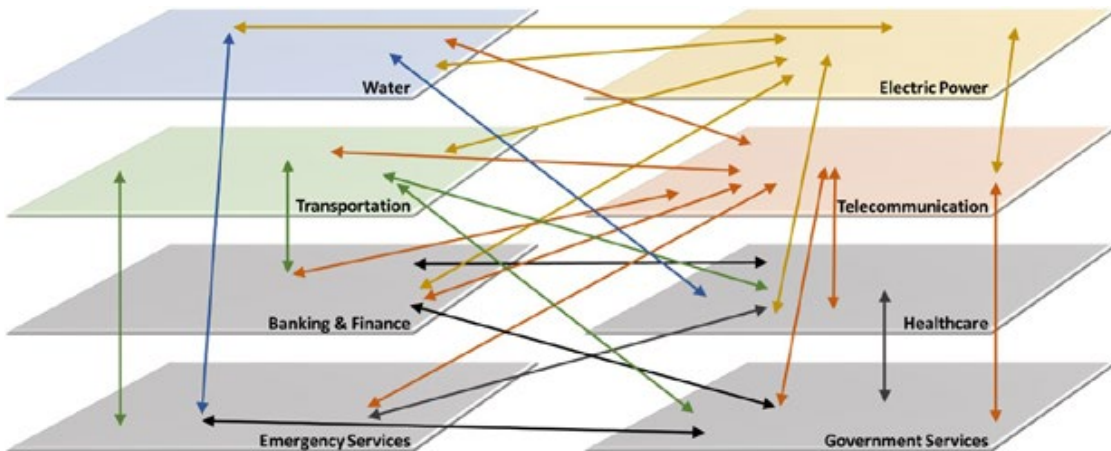 Water
Electric Power
Transportation
Telecommunication
Banking & Finance
Healthcare
Emergency Services
Government Services